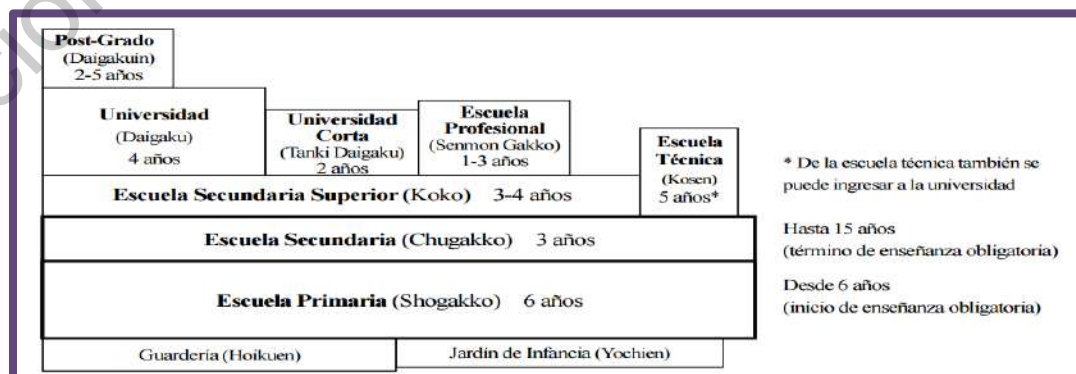 Post-Grado
(Daigakuin)
2-5 años
Universidad
(Daigaku)
4 años
Universidad
Corta
(Tanki Daigaku)
2 años
Escuela
Profesional
(Senmon Gakko)
1-3 años
Escuela
Técnica
(Kosen)
5 años*
* De la escuela técnica también se
puede ingresar a la universidad
Escuela Secundaria Superior (Koko) 3-4 años
Escuela Secundaria (Chugakko) 3 años
Hasta 15 años
(término de enseñanza obligatoria)
Escuela Primaria (Shogakko) 6 años
Desde 6 años
(inicio de enseñanza obligatoria)
Guardería (Hoikuen)
Jardín de Infancia (Yochien)